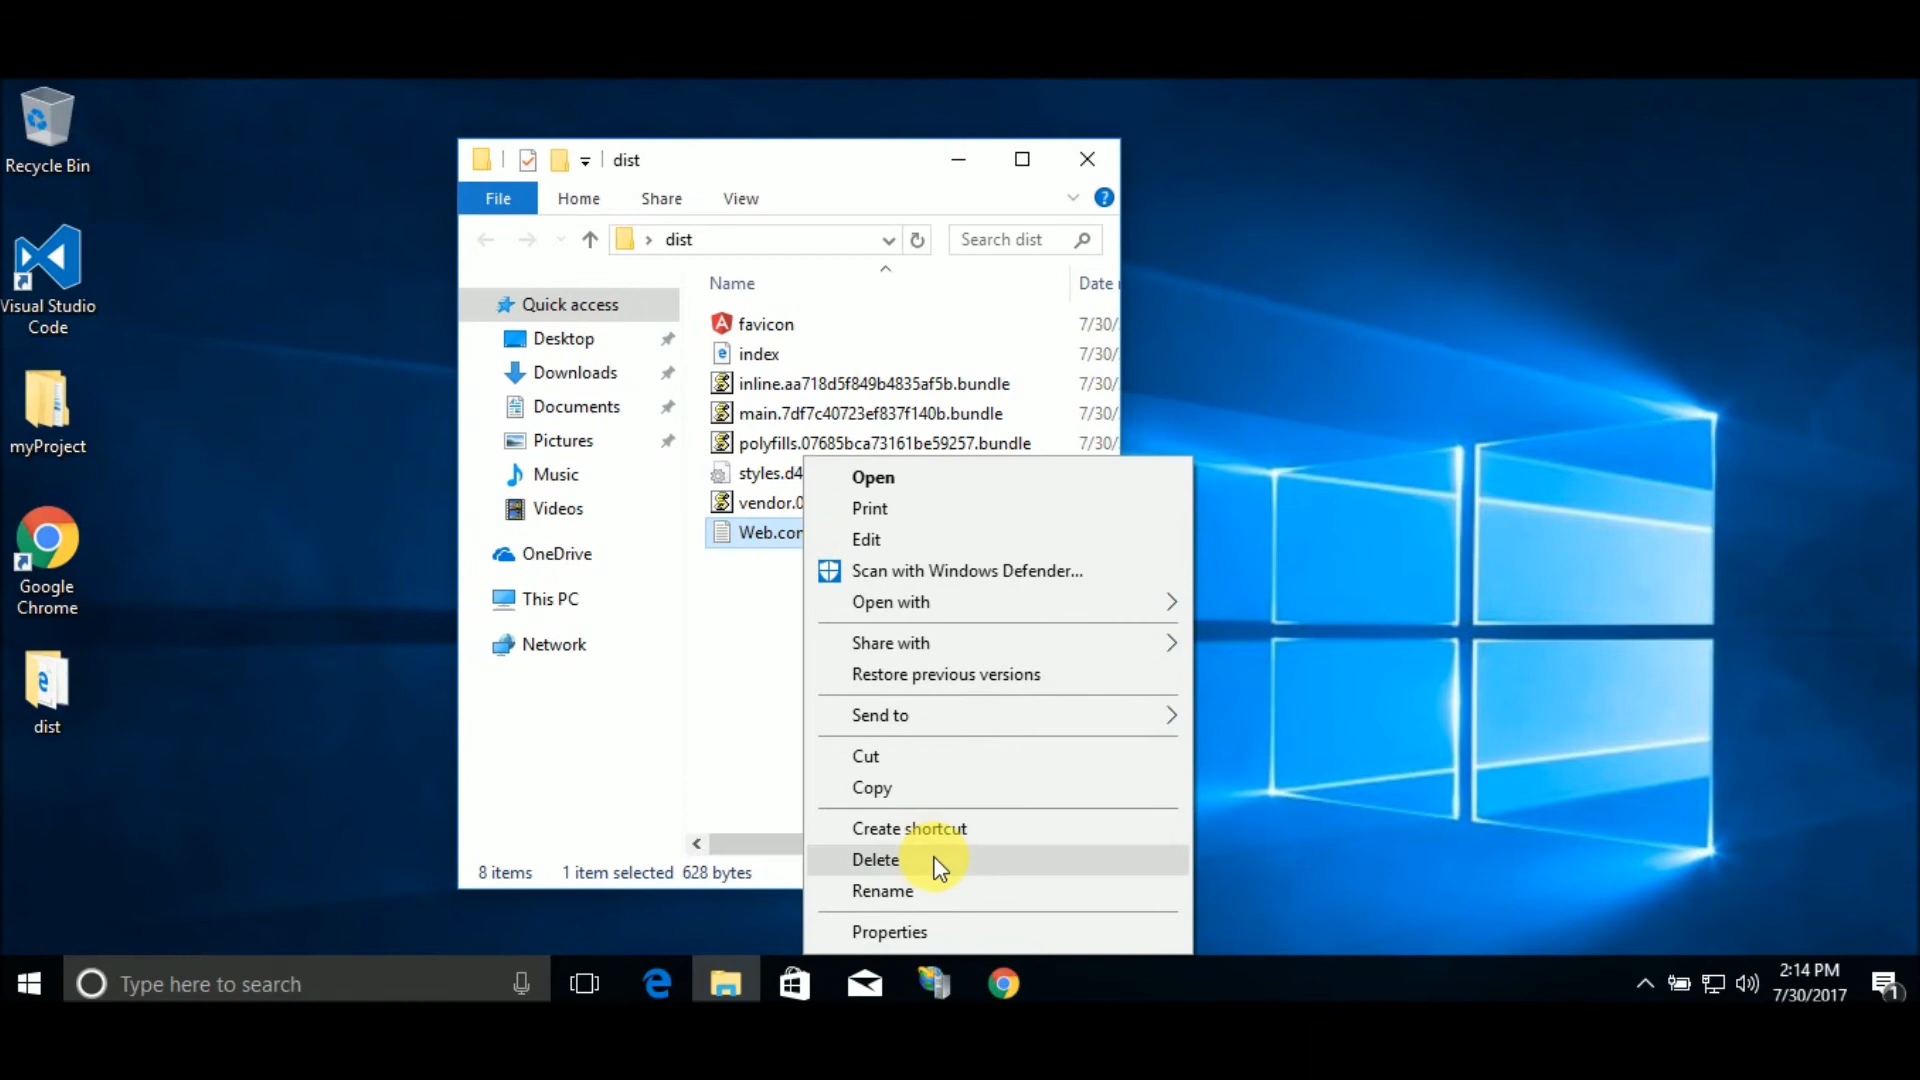 Recycle Bin
Visual Studio
Code
myProject
Google
Chrome
dist
dist
File
Home
Share
View
?
dist
Search dist
Name
Date
Quick access
Desktop
Downloads
Documents
Pictures
Music
Videos
OneDrive
This PC
Network
favicon
7/30/
index
7/30/
inline.aa718d5f849b4835af5b.bundle
7/30/
main.7df7c40723ef837f140b.bundle
7/30/
polyfills.07685bca73161be59257.bundle
7/30/
styles.d4
vendor.0
Web.con
Open
Print
Edit
Scan with Windows Defender...
Open with
Share with
Restore previous versions
Send to
Cut
Copy
Create shortcut
Delete
Rename
Properties
8 items
1 item selected 628 bytes
Type here to search
2:14 PM
7/30/2017
1